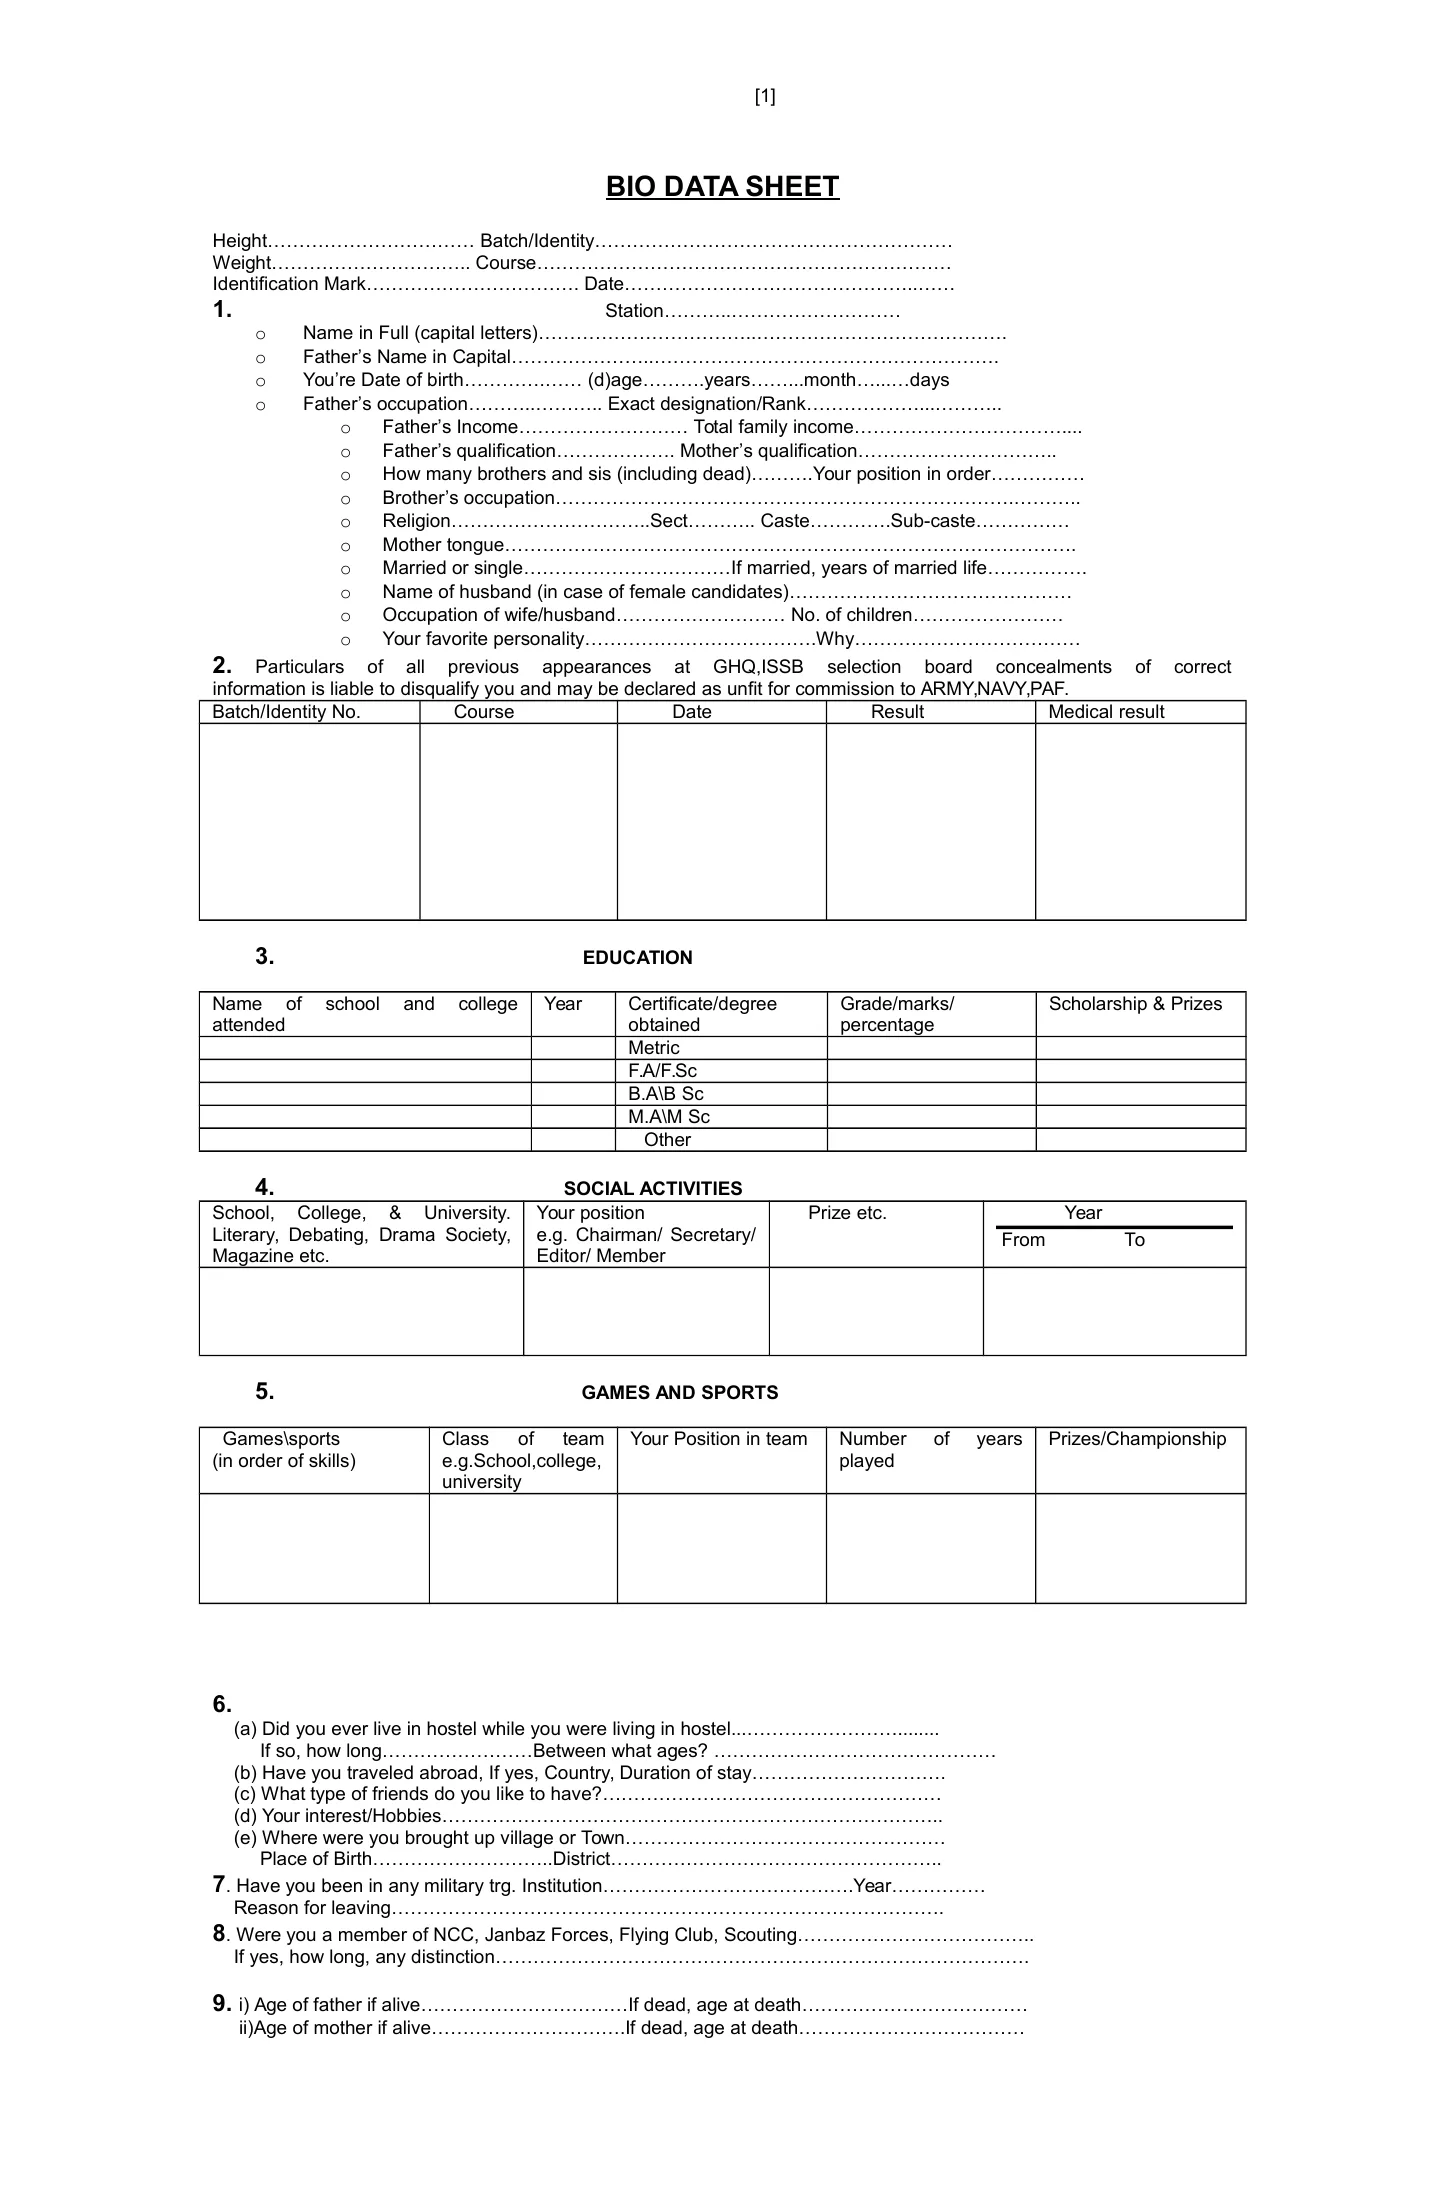 [1]
BIO DATA SHEET
Height…………………………… Batch/Identity…………………………………………………
Weight………………………….. Course…………………………………………………………
Identification Mark……………………………. Date………………………………………..……
1. Station………..………………………
o Name in Full (capital letters)……………………………..………………………………….
o Father’s Name in Capital…………………..……………………………………………….
o You’re Date of birth……………… (d)age……….years……...month…...…days
o Father’s occupation………..……….. Exact designation/Rank………………...………..
o Father’s Income……………………… Total family income……………………………....
o Father’s qualification………………. Mother’s qualification…………………………..
o How many brothers and sis (including dead)……….Your position in order……………
o Brother’s occupation……………………………………………………………….………..
o Religion…………………………..Sect……….. Caste………….Sub-caste……………
o Mother tongue……………………………………………………………………………….
o Married or single……………………………If married, years of married life…………….
o Name of husband (in case of female candidates)………………………………………
o Occupation of wife/husband……………………… No. of children……………………
o Your favorite personality……………………………….Why………………………………
2. Particulars of all previous appearances at GHQ,ISSB selection board concealments of correct
information is liable to disqualify you and may be declared as unfit for commission to ARMY,NAVY,PAF.
Batch/Identity No. Course Date Result Medical result
3. EDUCATION
Name of school and college Year Certificate/degree Grade/marks/ Scholarship & Prizes
attended obtained percentage
Metric
F.A/F.Sc
B.A\B Sc
M.A\M Sc
Other
4. SOCIAL ACTIVITIES
School, College, & University. Your position Prize etc. Year
Literary, Debating, Drama Society, e.g. Chairman/ Secretary/ From To
Magazine etc. Editor/ Member
5. GAMES AND SPORTS
Games\sports Class of team Your Position in team Number of years Prizes/Championship
(in order of skills) e.g.School,college, played
university
6.
(a) Did you ever live in hostel while you were living in hostel...……………………........
If so, how long……………………Between what ages? ………………………………………
(b) Have you traveled abroad, If yes, Country, Duration of stay…………………………
(c) What type of friends do you like to have?………………………………………………
(d) Your interest/Hobbies……………………………………………………………………..
(e) Where were you brought up village or Town……………………………………………
Place of Birth………………………..District……………………………………………..
7. Have you been in any military trg. Institution………………………………….Year……………
Reason for leaving…………………………………………………………………………….
8. Were you a member of NCC, Janbaz Forces, Flying Club, Scouting……………………………….
If yes, how long, any distinction…………………………………………………………………………
9. i) Age of father if alive……………………………If dead, age at death………………………………
ii)Age of mother if alive………………………….If dead, age at death………………………………